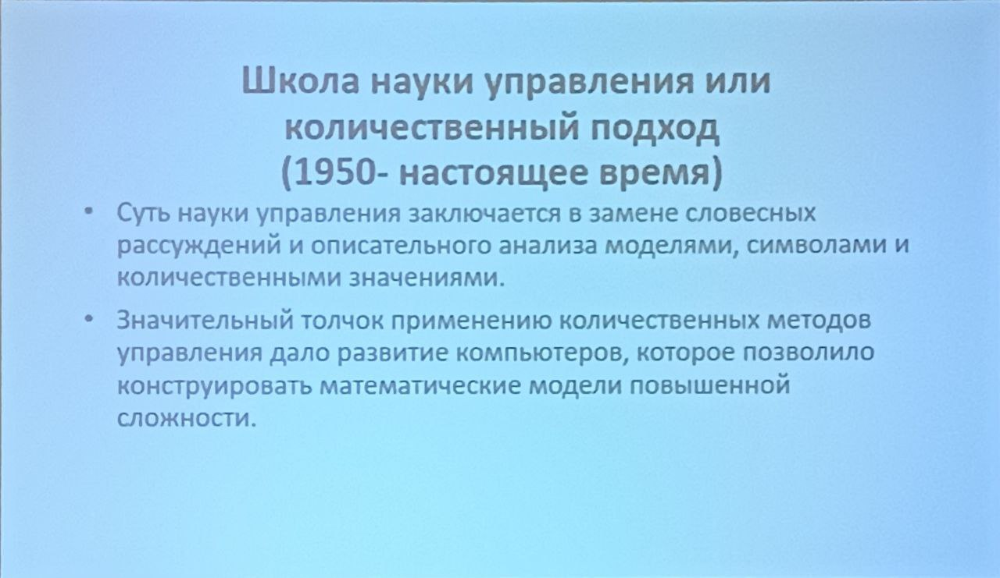 Школа науки управления или
количественный подход
(1950- настоящее время)
• Суть науки управления заключается в замене словесных
рассуждений и описательного анализа моделями, символами и
количественными значениями.
• Значительный толчок применению количественных методов
управления дало развитие компьютеров, которое позволило
конструировать математические модели повышенной
сложности.